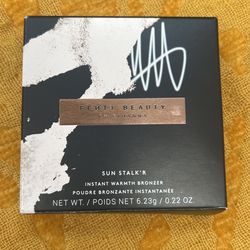 FENTY BEAUTY
BY RIHANNA
SUN STALK'R
INSTANT WARMTH BRONZER
POUDRE BRONZANTE INSTANTANÉE
NET WT. / POIDS NET 6.23g / 0.22 OZ.